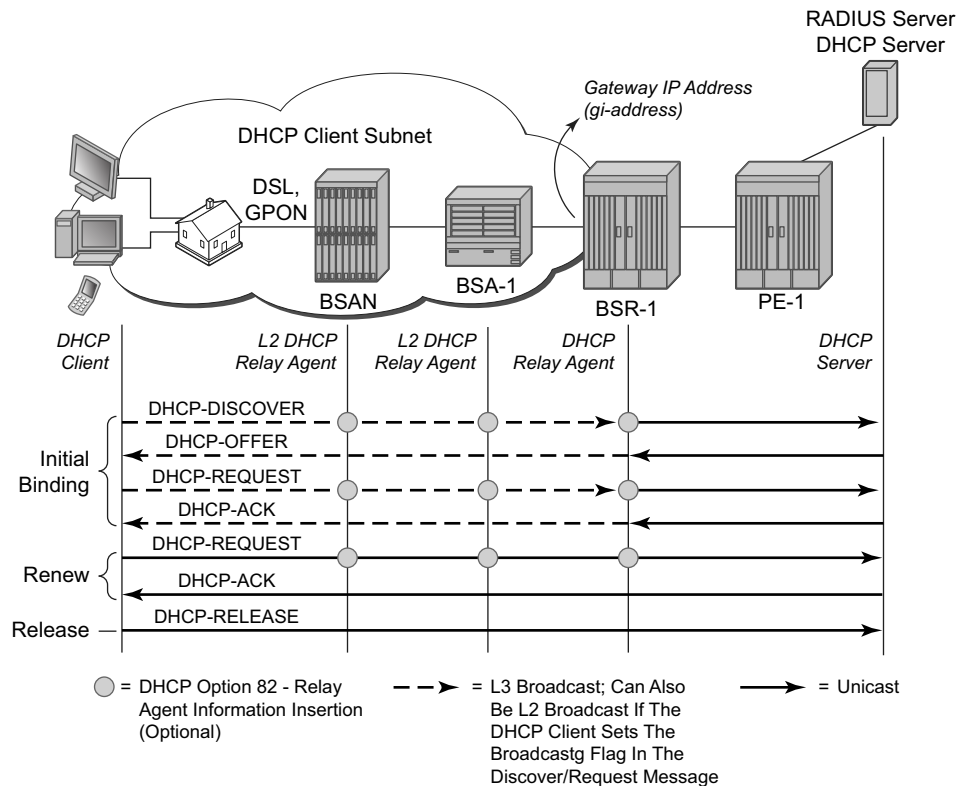 RADIUS Server
DHCP Server
Gateway IP Address
(gi-address)
DHCP Client Subnet
DSL,
GPON
BSAN
BSA-1
BSR-1
PE-1
DHCP
Client
L2 DHCP
Relay Agent
L2 DHCP
Relay Agent
DHCP
Relay Agent
DHCP
Server
Initial
Binding
DHCP-DISCOVER
DHCP-OFFER
DHCP-REQUEST
DHCP-ACK
Renew
DHCP-REQUEST
DHCP-ACK
Release
DHCP-RELEASE
= DHCP Option 82 - Relay
Agent Information Insertion
(Optional)
= L3 Broadcast; Can Also
Be L2 Broadcast If The
DHCP Client Sets The
Broadcastg Flag In The
Discover/Request Message
= Unicast